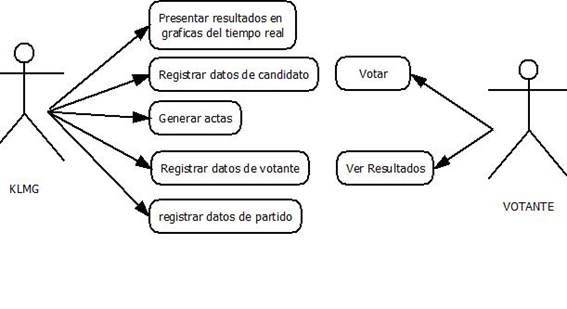 Presentar resultados en
graficas del tiempo real
Registrar datos de candidato
Votar
Generar actas
Registrar datos de votante
Ver Resultados
KLMG
VOTANTE
registrar datos de partido